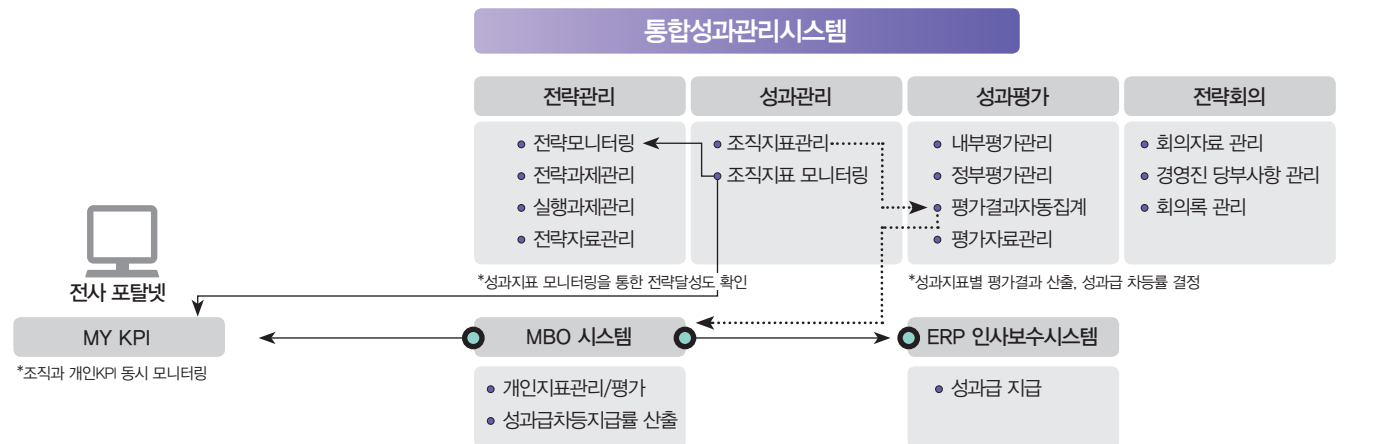 통합성과관리시스템
전략관리
전략모니터링
전략과제관리
실행과제관리
전략자료관리
성과관리
조직지표관리
조직지표 모니터링
*성과지표 모니터링을 통한 전략달성도 확인
성과평가
내부평가관리
정부평가관리
평가결과자동집계
평가자료관리
*성과지표별 평가결과 산출, 성과급 차등률 결정
전략회의
회의자료 관리
경영진 당부사항 관리
회의록 관리
전사 포탈넷
MY KPI
*조직과 개인KPI 동시 모니터링
MBO 시스템
개인지표관리/평가
성과급차등지급률 산출
ERP 인사보수시스템
성과급 지급